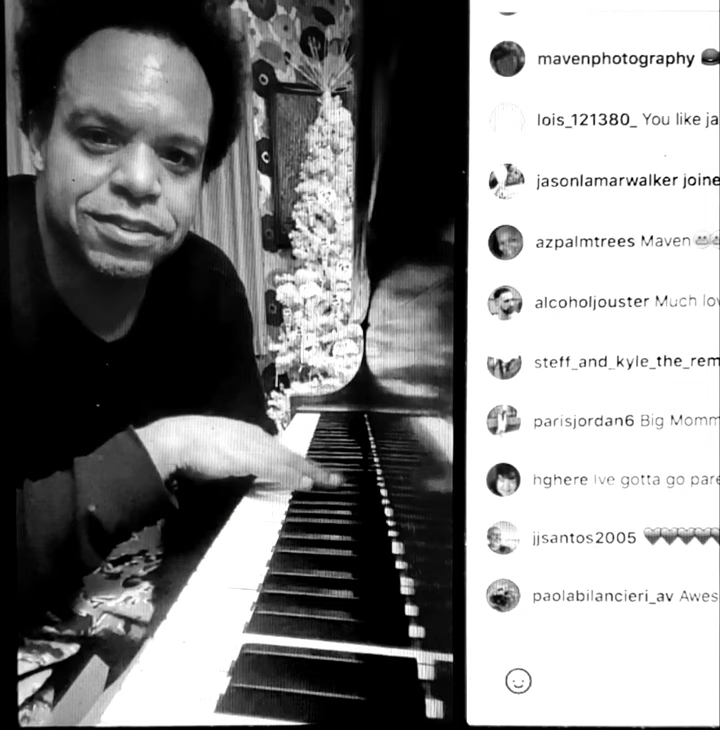 mavenphotography
lois_121380_ You like ja
jasonlamarwalker joine
azpalmtrees Maven
alcoholjouster Much lov
steff_and_kyle_the_rem
parisjordan6 Big Momm
hghere Ive gotta go pare
jjsantos2005
paolabilancieri_av Awes